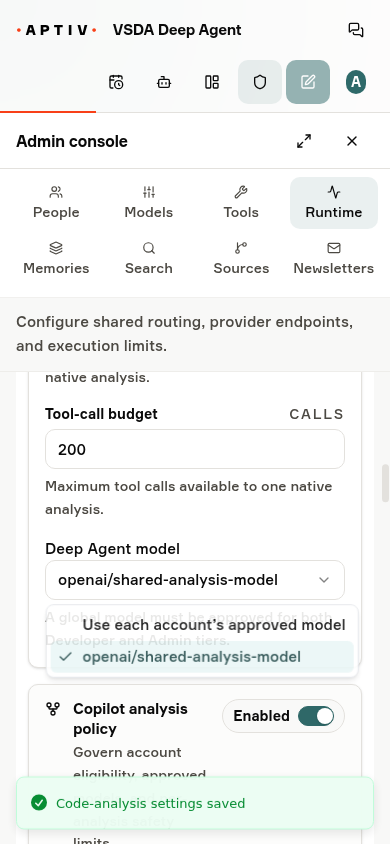 APTIV
VSDA Deep Agent
A
Admin console
People
Models
Tools
Runtime
Memories
Search
Sources
Newsletters
Configure shared routing, provider endpoints,
and execution limits.
native analysis.
Tool-call budget
CALLS
200
Maximum tool calls available to one native
analysis.
Deep Agent model
openai/shared-analysis-model
A global model must be approved for both
Developer and Admin tiers.
Use each account's approved model
openai/shared-analysis-model
Copilot analysis
policy
Enabled
Govern account
eligibility, approved
Code-analysis settings saved
analysis safety
limits.